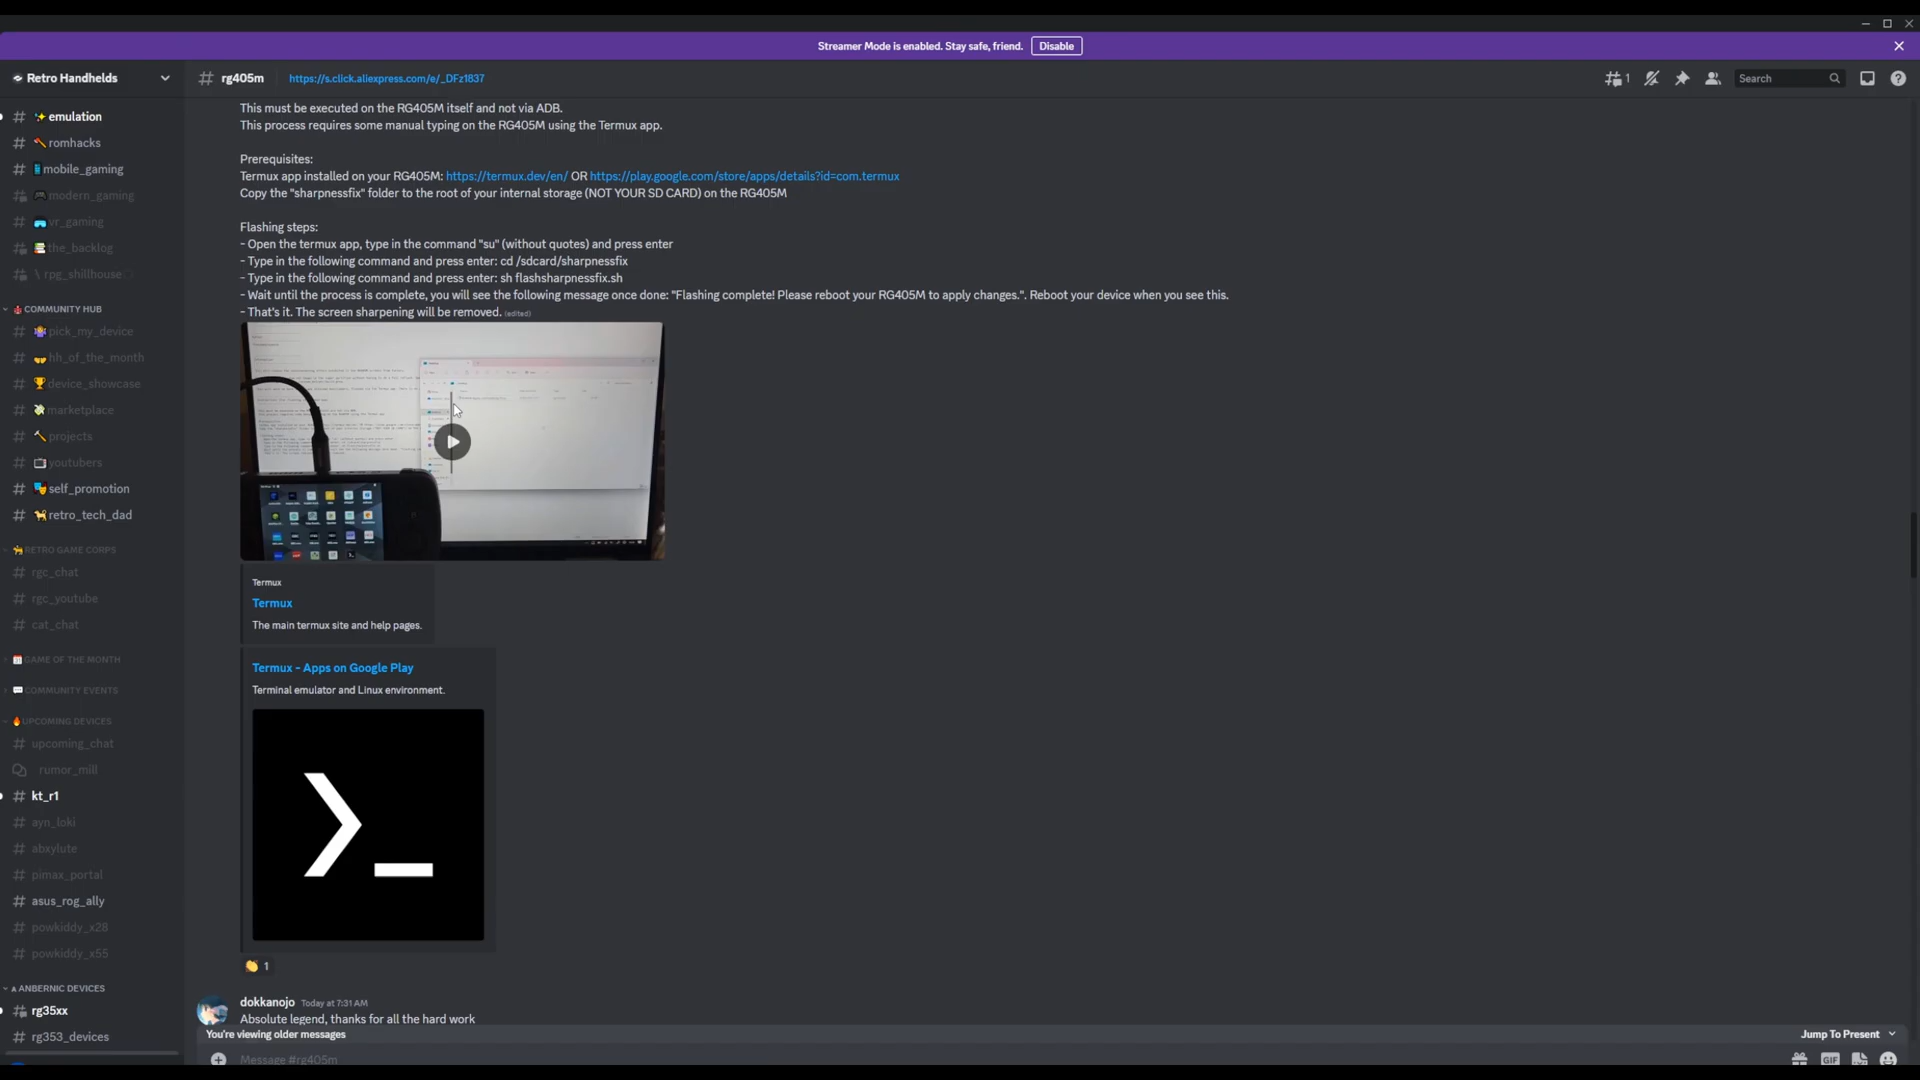 Streamer Mode is enabled. Stay safe, friend.
Disable
Retro Handhelds
rg405m
https://s.click.aliexpress.com/e/_DFz1837
1
Search
emulation
romhacks
mobile_gaming
modern_gaming
vr_gaming
the_backlog
rpg_shillhouse
COMMUNITY HUB
pick_my_device
hh_of_the_month
device_showcase
marketplace
projects
youtubers
self_promotion
retro_tech_dad
RETRO GAME CORPS
rgc_chat
rgc_youtube
cat_chat
GAME OF THE MONTH
COMMUNITY EVENTS
UPCOMING DEVICES
upcoming_chat
rumor_mill
kt_r1
ayn_loki
abxylute
pimax_portal
asus_rog_ally
powkiddy_x28
powkiddy_x55
ANBERNIC DEVICES
rg35xx
rg353_devices
This must be executed on the RG405M itself and not via ADB.
This process requires some manual typing on the RG405M using the Termux app.
Prerequisites:
Termux app installed on your RG405M: https://termux.dev/en/ OR https://play.google.com/store/apps/details?id=com.termux
Copy the "sharpnessfix" folder to the root of your internal storage (NOT YOUR SD CARD) on the RG405M
Flashing steps:
- Open the termux app, type in the command "su" (without quotes) and press enter
- Type in the following command and press enter: cd /sdcard/sharpnessfix
- Type in the following command and press enter: sh flashsharpnessfix.sh
- Wait until the process is complete, you will see the following message once done: "Flashing complete! Please reboot your RG405M to apply changes.". Reboot your device when you see this.
- That's it. The screen sharpening will be removed. (edited)
Termux
Termux
The main termux site and help pages.
Termux - Apps on Google Play
Terminal emulator and Linux environment.
1
dokkanojo Today at 7:31 AM
Absolute legend, thanks for all the hard work
You're viewing older messages
Jump To Present
Message #rg405m
GIF